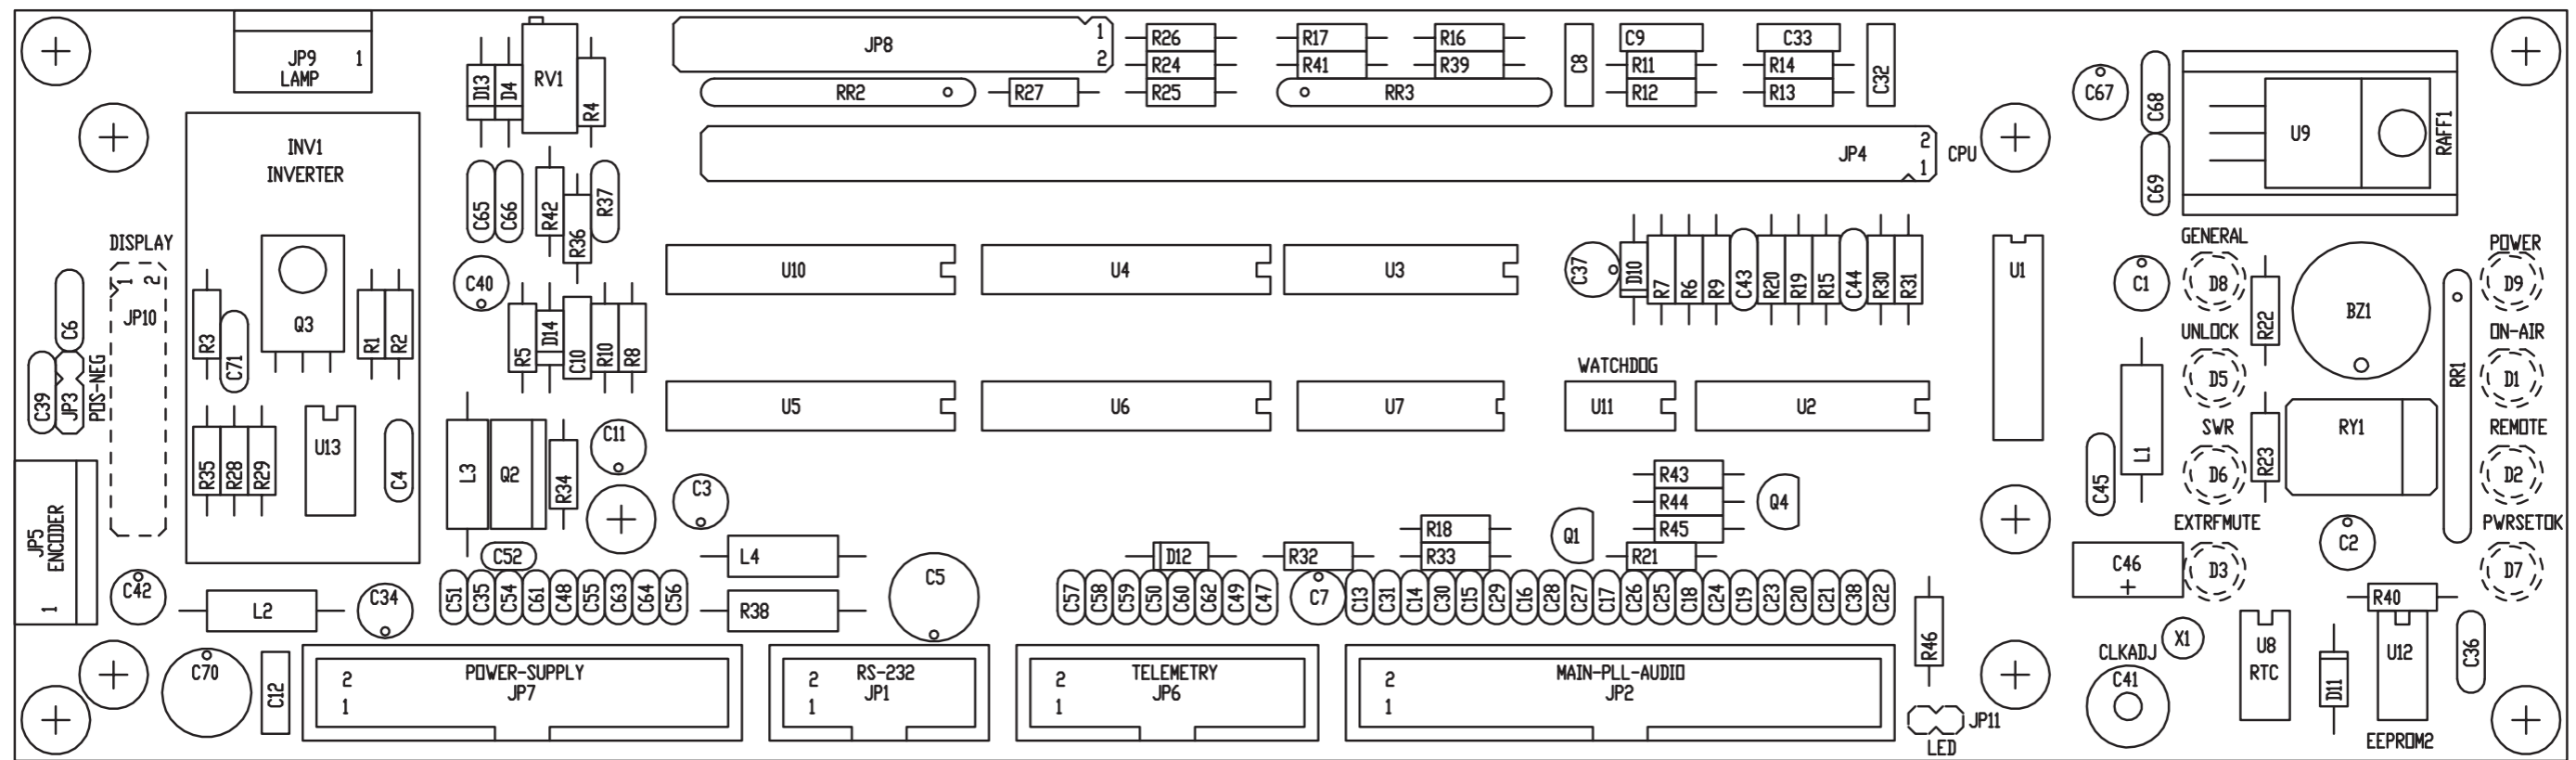 JP9 1
LAMP
D13
D4
RV1
R4
JP8
1
2
RR2
R27
R26
R24
R25
R17
R41
R16
R39
RR3
C8
C9
R11
R12
C33
R14
R13
C32
JP4
2
1
CPU
C67
C68
C69
U9
RAFF1
INV1
INVERTER
C65
C66
R42
R36
R37
DISPLAY
1 2
JP10
C6
C39
JP3
POS-NEG
R3
C71
Q3
R1
R2
C40
R5
D14
C10
R10
R8
U10
U4
U3
C37
D10
R7
R6
R9
C43
R20
R19
R15
C44
R30
R31
U1
C1
GENERAL
D8
R22
BZ1
POWER
D9
UNLOCK
D5
RR1
ON-AIR
D1
WATCHDOG
U5
U6
U7
U11
U2
R35
R28
R29
U13
C4
L3
Q2
R34
C11
C3
R43
R44
R45
Q4
Q1
L1
C45
SWR
D6
R23
RY1
REMOTE
D2
JP5
ENCODER
1
C52
L4
D12
R32
R18
R33
R21
EXTRFMUTE
C46
+
D3
C2
PWRSETOK
D7
C42
L2
C34
C51
C35
C54
C61
C48
C55
C63
C64
C56
R38
C5
C57
C58
C59
C50
C60
C62
C49
C47
C7
C13
C31
C14
C30
C15
C29
C16
C28
C27
C17
C26
C25
C18
C24
C19
C23
C20
C21
C38
C22
R46
R40
C70
C12
2 POWER-SUPPLY
1 JP7
2 RS-232
1 JP1
2 TELEMETRY
1 JP6
2 MAIN-PLL-AUDIO
1 JP2
JP11
LED
CLKADJ
C41
X1
U8
RTC
D11
U12
C36
EEPROM2